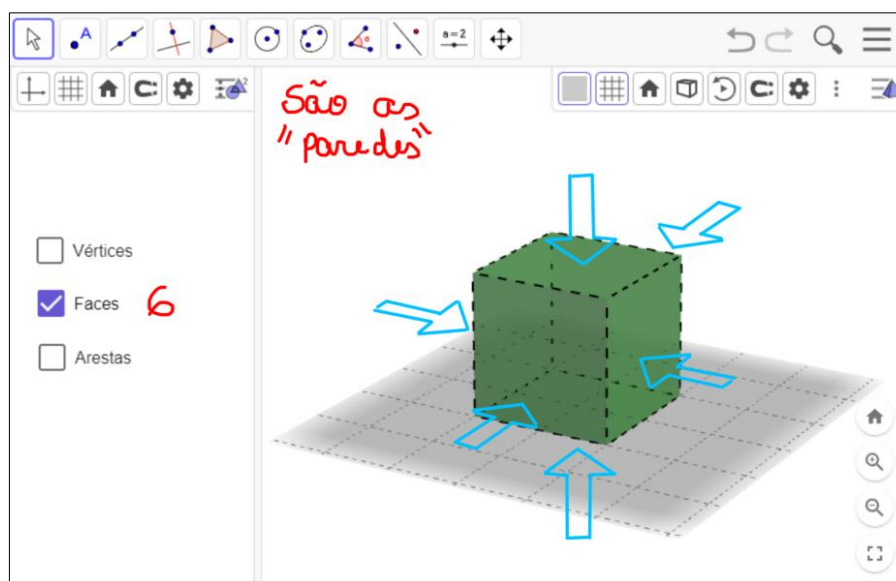 A
a=2
São as
"paredes"
Vértices
Faces 6
Arestas